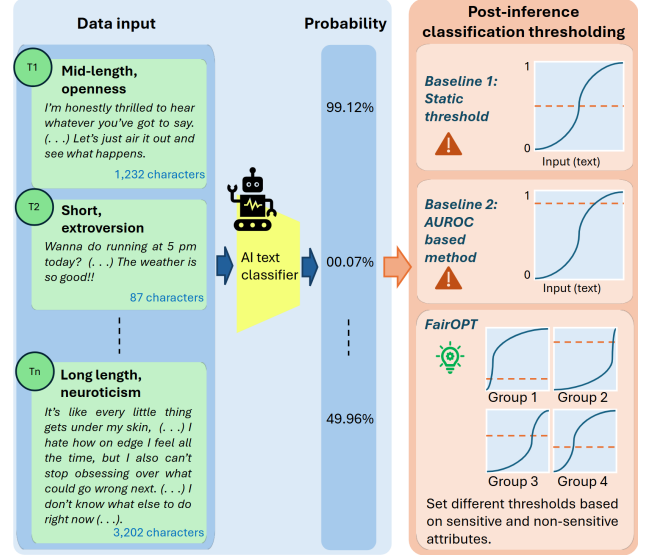 Data input
T1
Mid-length,
openness
I'm honestly thrilled to hear
whatever you've got to say.
(. . .) Let's just air it out and
see what happens.
1,232 characters
T2
Short,
extroversion
Wanna do running at 5 pm
today? (. . .) The weather is
so good!!
87 characters
Tn
Long length,
neuroticism
It's like every little thing
gets under my skin, (. . .) I
hate how on edge I feel all
the time, but I also can't
stop obsessing over what
could go wrong next. (. . .) I
don't know what else to do
right now (. . .).
3,202 characters
AI text
classifier
Probability
99.12%
00.07%
49.96%
Post-inference
classification thresholding
Baseline 1:
Static
threshold
1
0
Input (text)
Baseline 2:
AUROC
based
method
1
0
Input (text)
FairOPT
Group 1
Group 2
Group 3
Group 4
Set different thresholds based
on sensitive and non-sensitive
attributes.